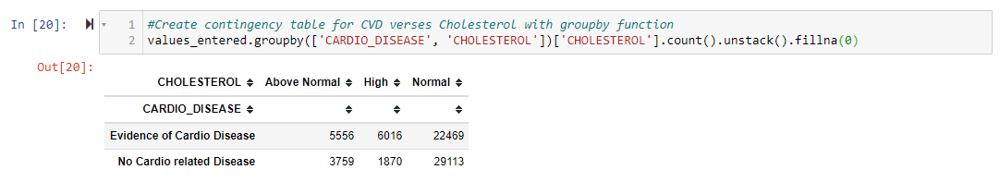 In [20]: 1 #Create contingency table for CVD verses Cholesterol with groupby function
2 values_entered.groupby(['CARDIO_DISEASE', 'CHOLESTEROL'])['CHOLESTEROL'].count().unstack().fillna(0)
Out[20]:
CHOLESTEROL Above Normal High Normal
CARDIO_DISEASE
Evidence of Cardio Disease 5556 6016 22469
No Cardio related Disease 3759 1870 29113